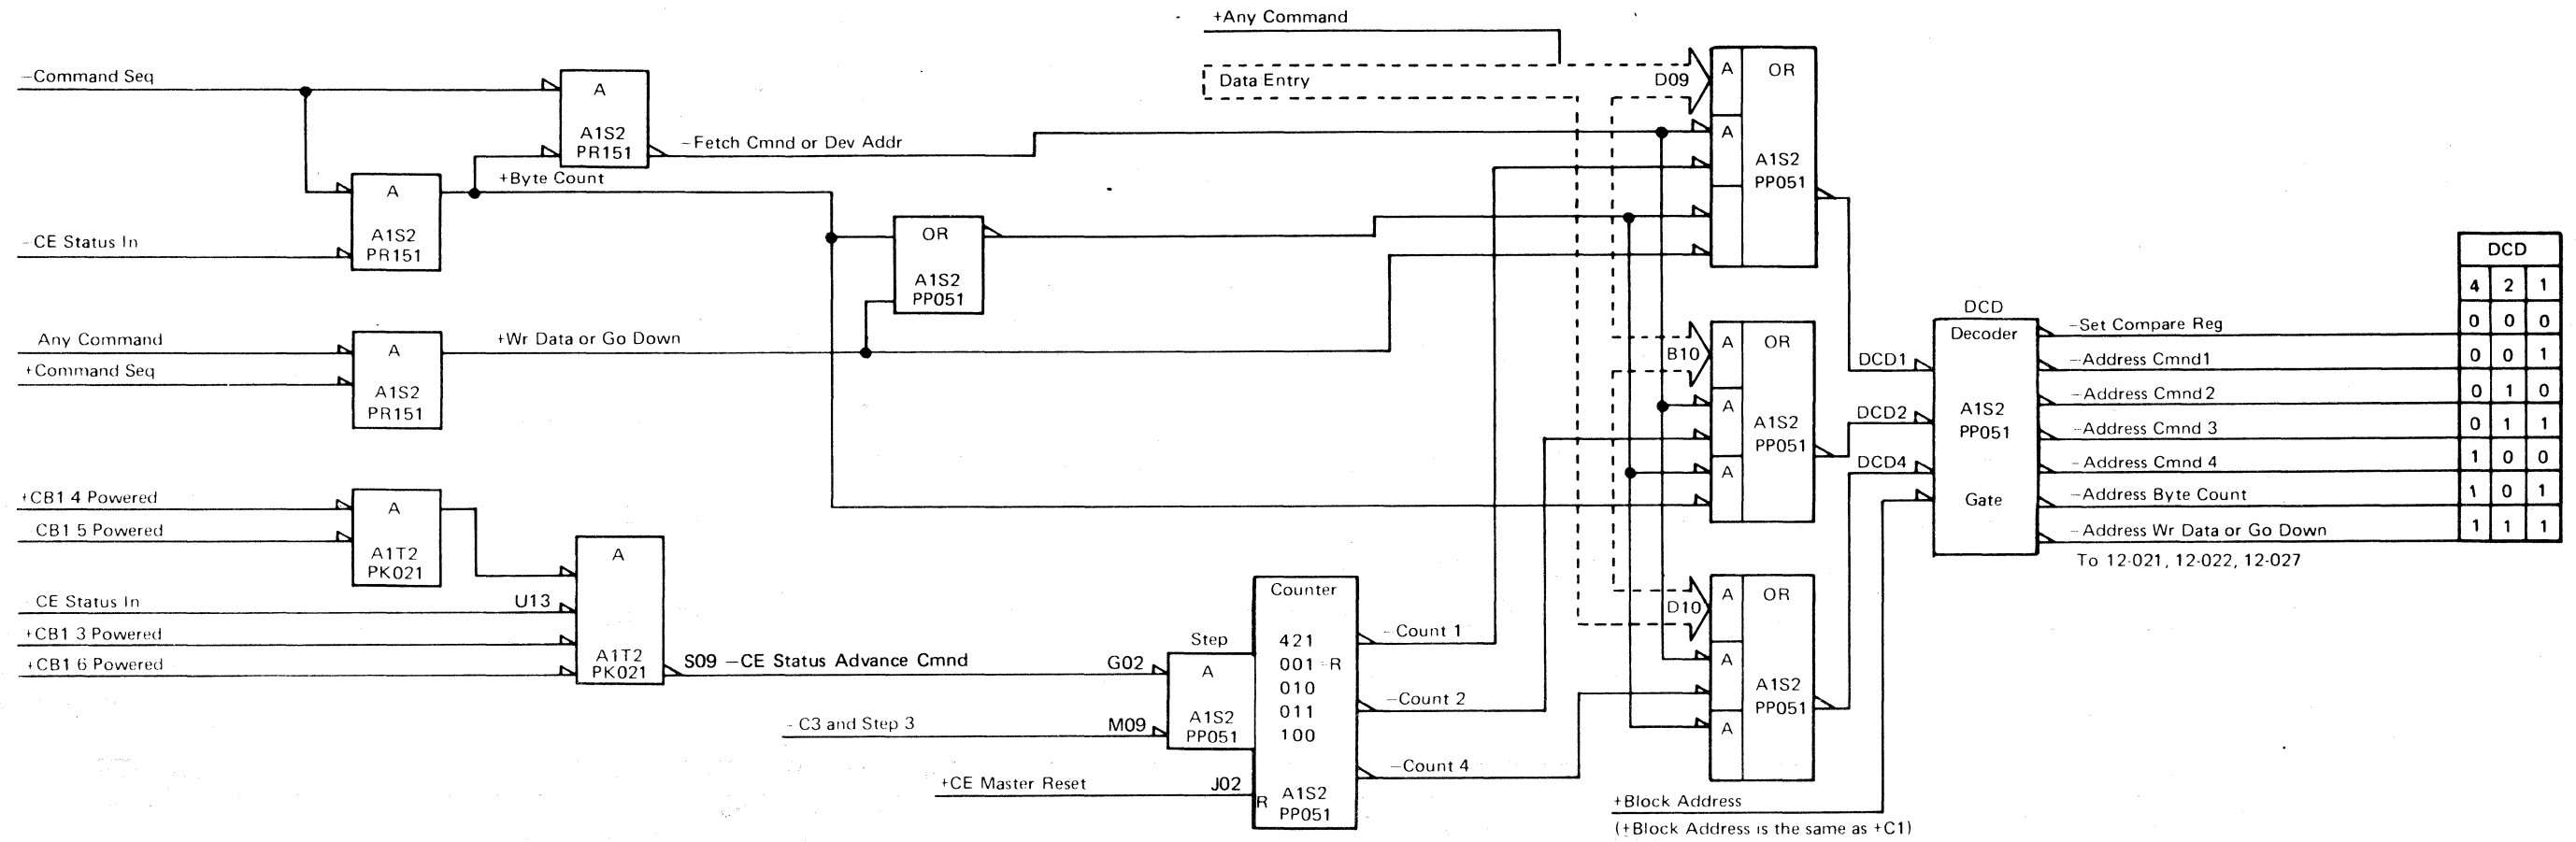 +Any Command
Data Entry
D09
A
OR
A
A1S2
PP051
-Command Seq
A
A1S2
PR151
-Fetch Cmnd or Dev Addr
+Byte Count
A
A1S2
PR151
-CE Status In
OR
A1S2
PP051
Any Command
+Command Seq
A
A1S2
PR151
+Wr Data or Go Down
B10
A
OR
A
A1S2
PP051
A
DCD1
DCD2
DCD4
DCD
Decoder
A1S2
PP051
Gate
-Set Compare Reg
-Address Cmnd1
-Address Cmnd 2
-Address Cmnd 3
-Address Cmnd 4
-Address Byte Count
-Address Wr Data or Go Down
To 12-021, 12-022, 12-027
DCD
4 2 1
0 0 0
0 0 1
0 1 0
0 1 1
1 0 0
1 0 1
1 1 1
+CB1 4 Powered
CB1 5 Powered
A
A1T2
PK021
CE Status In
U13
+CB1 3 Powered
+CB1 6 Powered
A
A1T2
PK021
S09 -CE Status Advance Cmnd
G02
- C3 and Step 3
M09
+CE Master Reset
J02
Step
A
A1S2
PP051
Counter
421
001 -R
010
011
100
R
A1S2
PP051
-Count 1
-Count 2
-Count 4
D10
A
OR
A
A1S2
PP051
A
+Block Address
(+Block Address is the same as +C1)